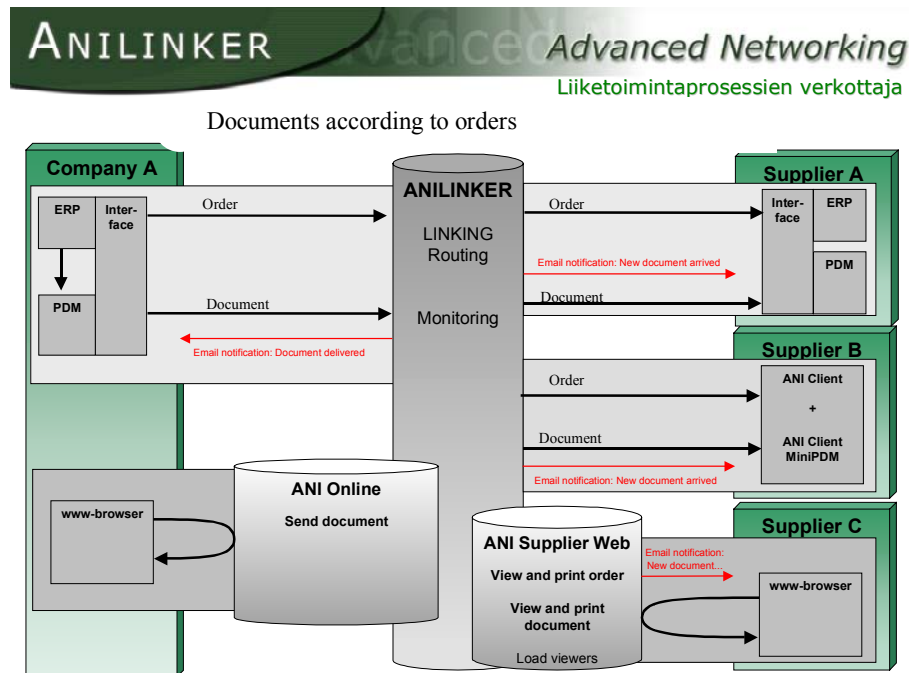 ANILINKER
Advanced Networking
Liiketoimintaprosessien verkottaja
Documents according to orders
Company A
ERP
Inter-
face
PDM
Order
Document
Email notification: Document delivered
www-browser
ANI Online
Send document
ANILINKER
LINKING
Routing
Monitoring
Supplier A
Order
Email notification: New document arrived
Document
Inter-
face
ERP
PDM
Supplier B
Order
Document
Email notification: New document arrived
ANI Client
+
ANI Client
MiniPDM
Supplier C
ANI Supplier Web
View and print order
View and print
document
Load viewers
Email notification:
New document...
www-browser